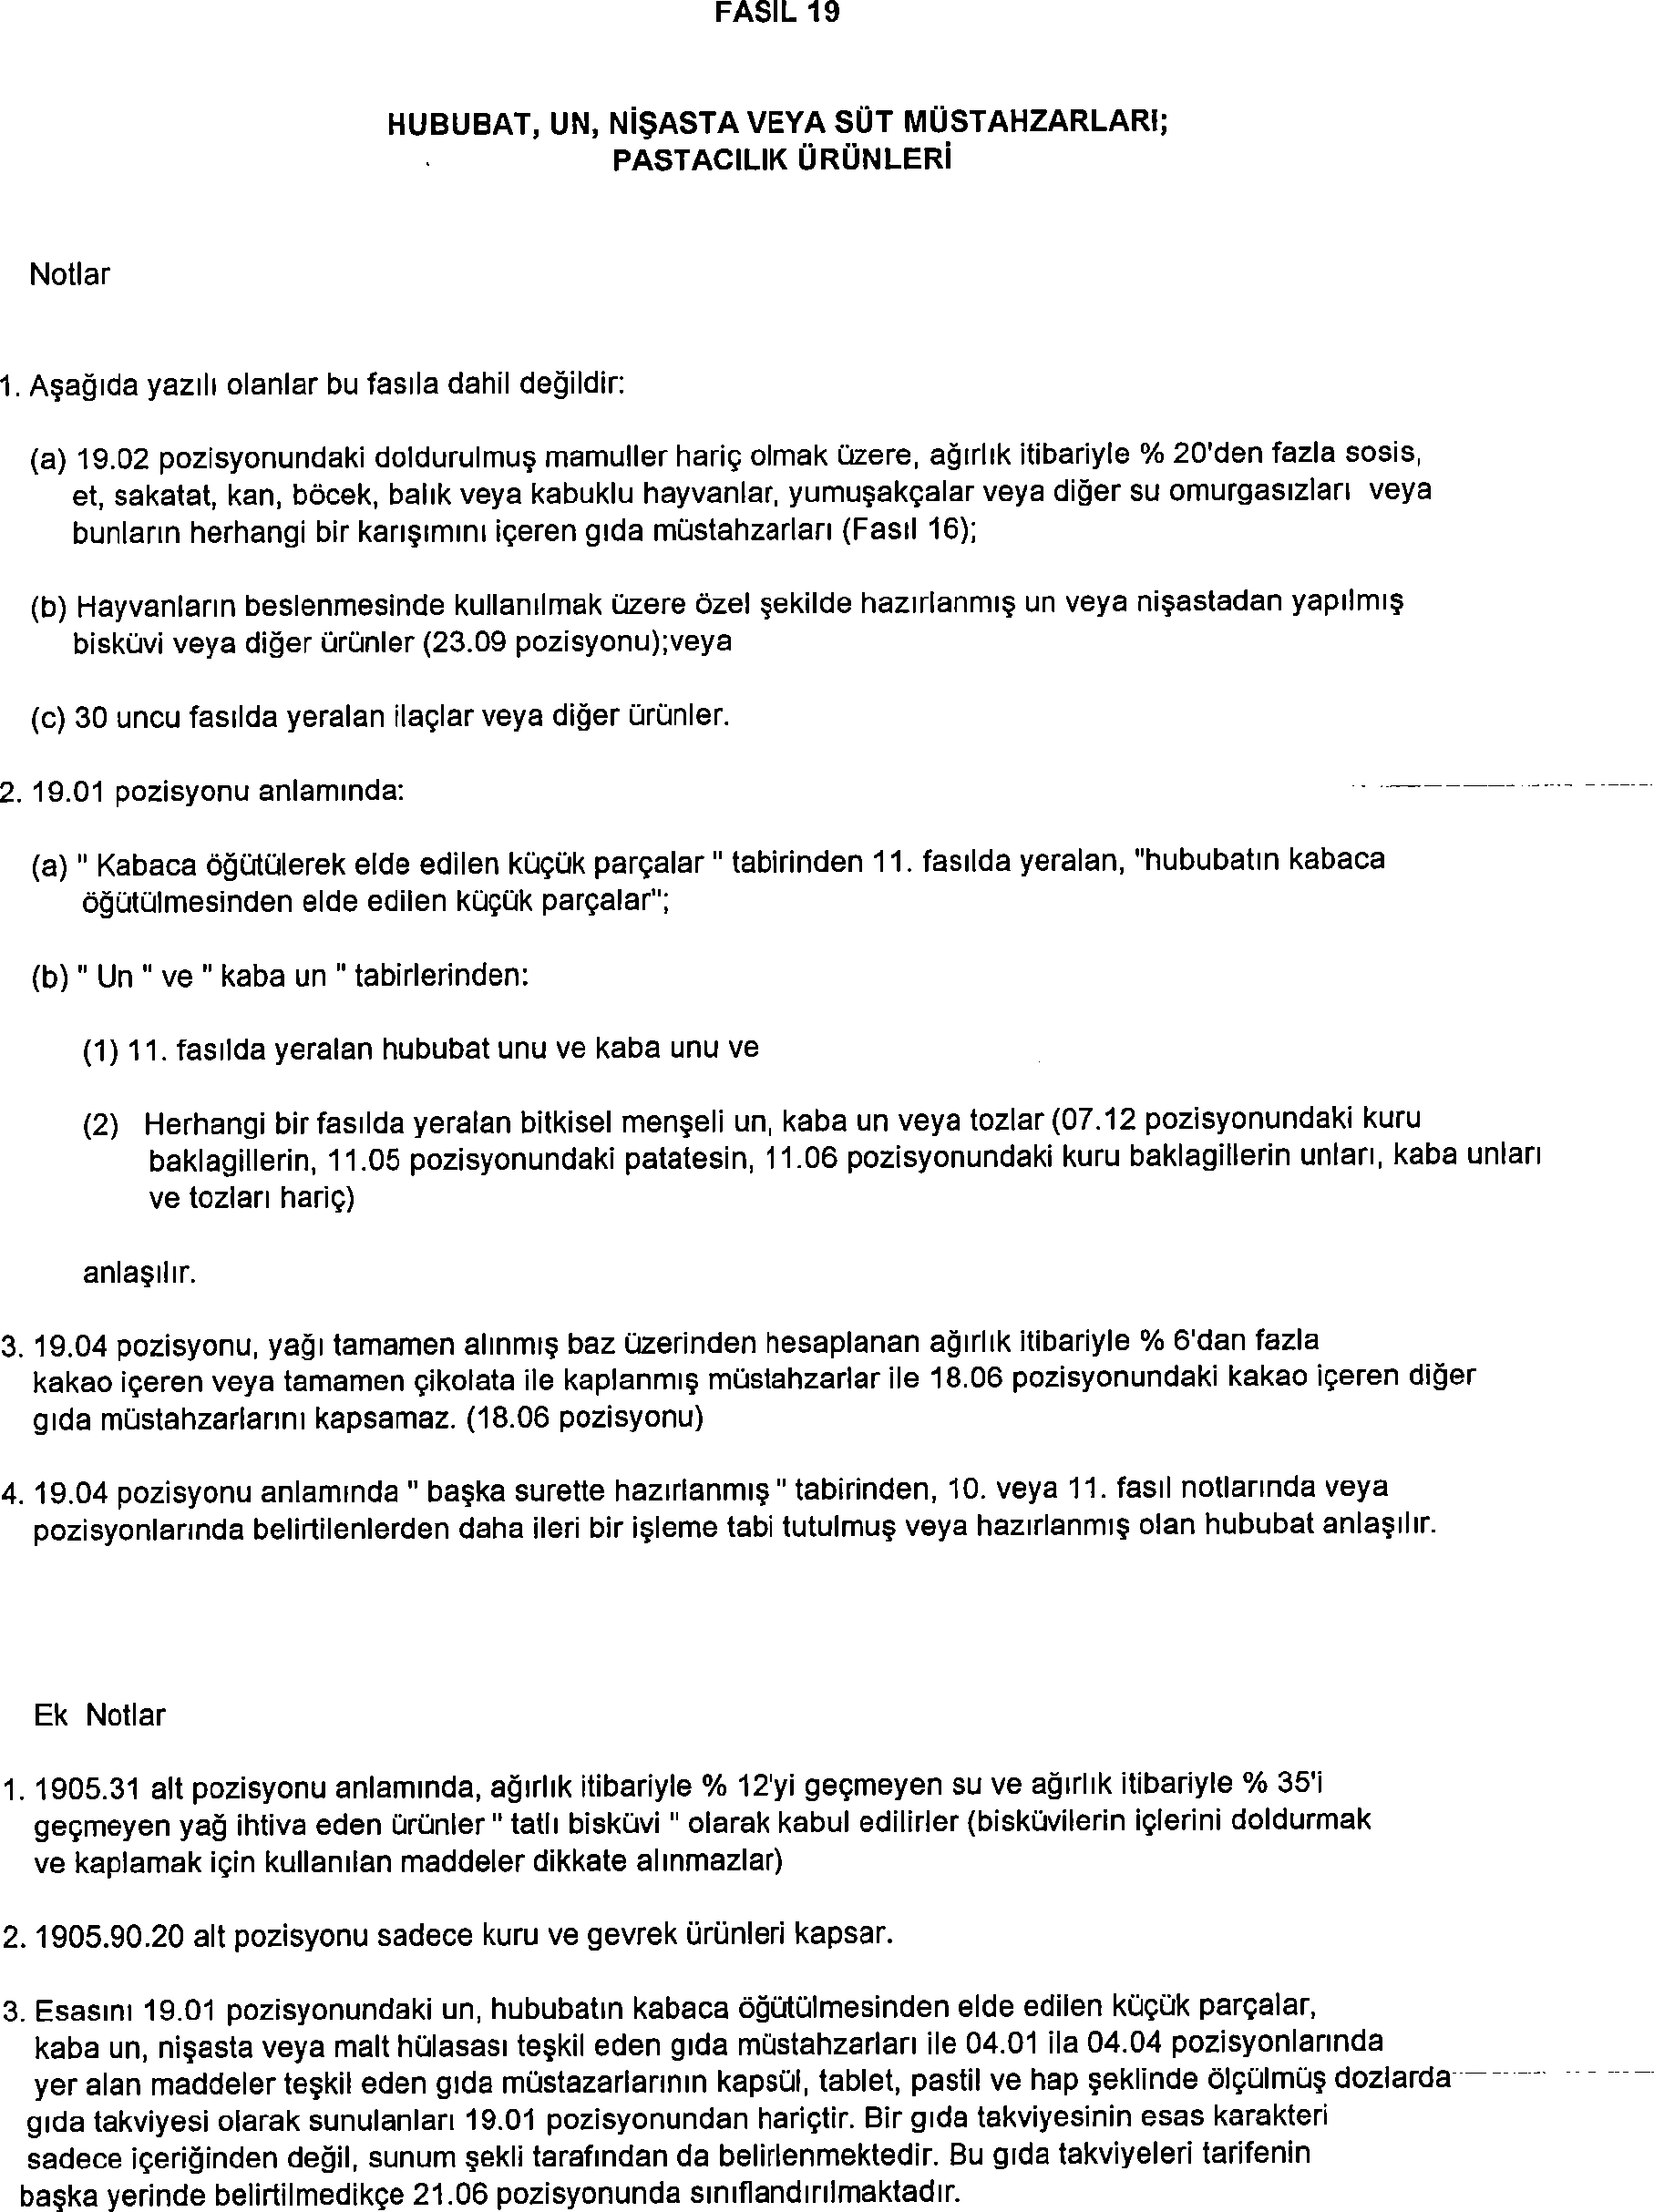 FASIL 19
HUBUBAT, UN, NİŞASTA VEYA SÜT MÜSTAHZARLARI;
PASTACILIK ÜRÜNLERİ
Notlar
1. Aşağıda yazılı olanlar bu fasıla dahil değildir:
(a) 19.02 pozisyonundaki doldurulmuş mamuller hariç olmak üzere, ağırlık itibariyle % 20'den fazla sosis,
et, sakatat, kan, böcek, balık veya kabuklu hayvanlar, yumuşakçalar veya diğer su omurgasızları veya
bunların herhangi bir karışımını içeren gıda müstahzarları (Fasıl 16);
(b) Hayvanların beslenmesinde kullanılmak üzere özel şekilde hazırlanmış un veya nişastadan yapılmış
bisküvi veya diğer ürünler (23.09 pozisyonu);veya
(c) 30 uncu fasılda yeralan ilaçlar veya diğer ürünler.
2. 19.01 pozisyonu anlamında:
(a) " Kabaca öğütülerek elde edilen küçük parçalar " tabirinden 11. fasılda yeralan, "hububatın kabaca
öğütülmesinden elde edilen küçük parçalar";
(b) " Un " ve " kaba un " tabirlerinden:
(1) 11. fasılda yeralan hububat unu ve kaba unu ve
(2) Herhangi bir fasılda yeralan bitkisel menşeli un, kaba un veya tozlar (07.12 pozisyonundaki kuru
baklagillerin, 11.05 pozisyonundaki patatesin, 11.06 pozisyonundaki kuru baklagillerin unları, kaba unları
ve tozları hariç)
anlaşılır.
3. 19.04 pozisyonu, yağı tamamen alınmış baz üzerinden hesaplanan ağırlık itibariyle % 6'dan fazla
kakao içeren veya tamamen çikolata ile kaplanmış müstahzarlar ile 18.06 pozisyonundaki kakao içeren diğer
gıda müstahzarlarını kapsamaz. (18.06 pozisyonu)
4. 19.04 pozisyonu anlamında " başka surette hazırlanmış " tabirinden, 10. veya 11. fasıl notlarında veya
pozisyonlarında belirtilenlerden daha ileri bir işleme tabi tutulmuş veya hazırlanmış olan hububat anlaşılır.
Ek Notlar
1. 1905.31 alt pozisyonu anlamında, ağırlık itibariyle % 12'yi geçmeyen su ve ağırlık itibariyle % 35'i
geçmeyen yağ ihtiva eden ürünler " tatlı bisküvi " olarak kabul edilirler (bisküvilerin içlerini doldurmak
ve kaplamak için kullanılan maddeler dikkate alınmazlar)
2. 1905.90.20 alt pozisyonu sadece kuru ve gevrek ürünleri kapsar.
3. Esasını 19.01 pozisyonundaki un, hububatın kabaca öğütülmesinden elde edilen küçük parçalar,
kaba un, nişasta veya malt hülasası teşkil eden gıda müstahzarları ile 04.01 ila 04.04 pozisyonlarında
yer alan maddeler teşkil eden gıda müstazarlarının kapsül, tablet, pastil ve hap şeklinde ölçülmüş dozlarda
gıda takviyesi olarak sunulanları 19.01 pozisyonundan hariçtir. Bir gıda takviyesinin esas karakteri
sadece içeriğinden değil, sunum şekli tarafından da belirlenmektedir. Bu gıda takviyeleri tarifenin
başka yerinde belirtilmedikçe 21.06 pozisyonunda sınıflandırılmaktadır.